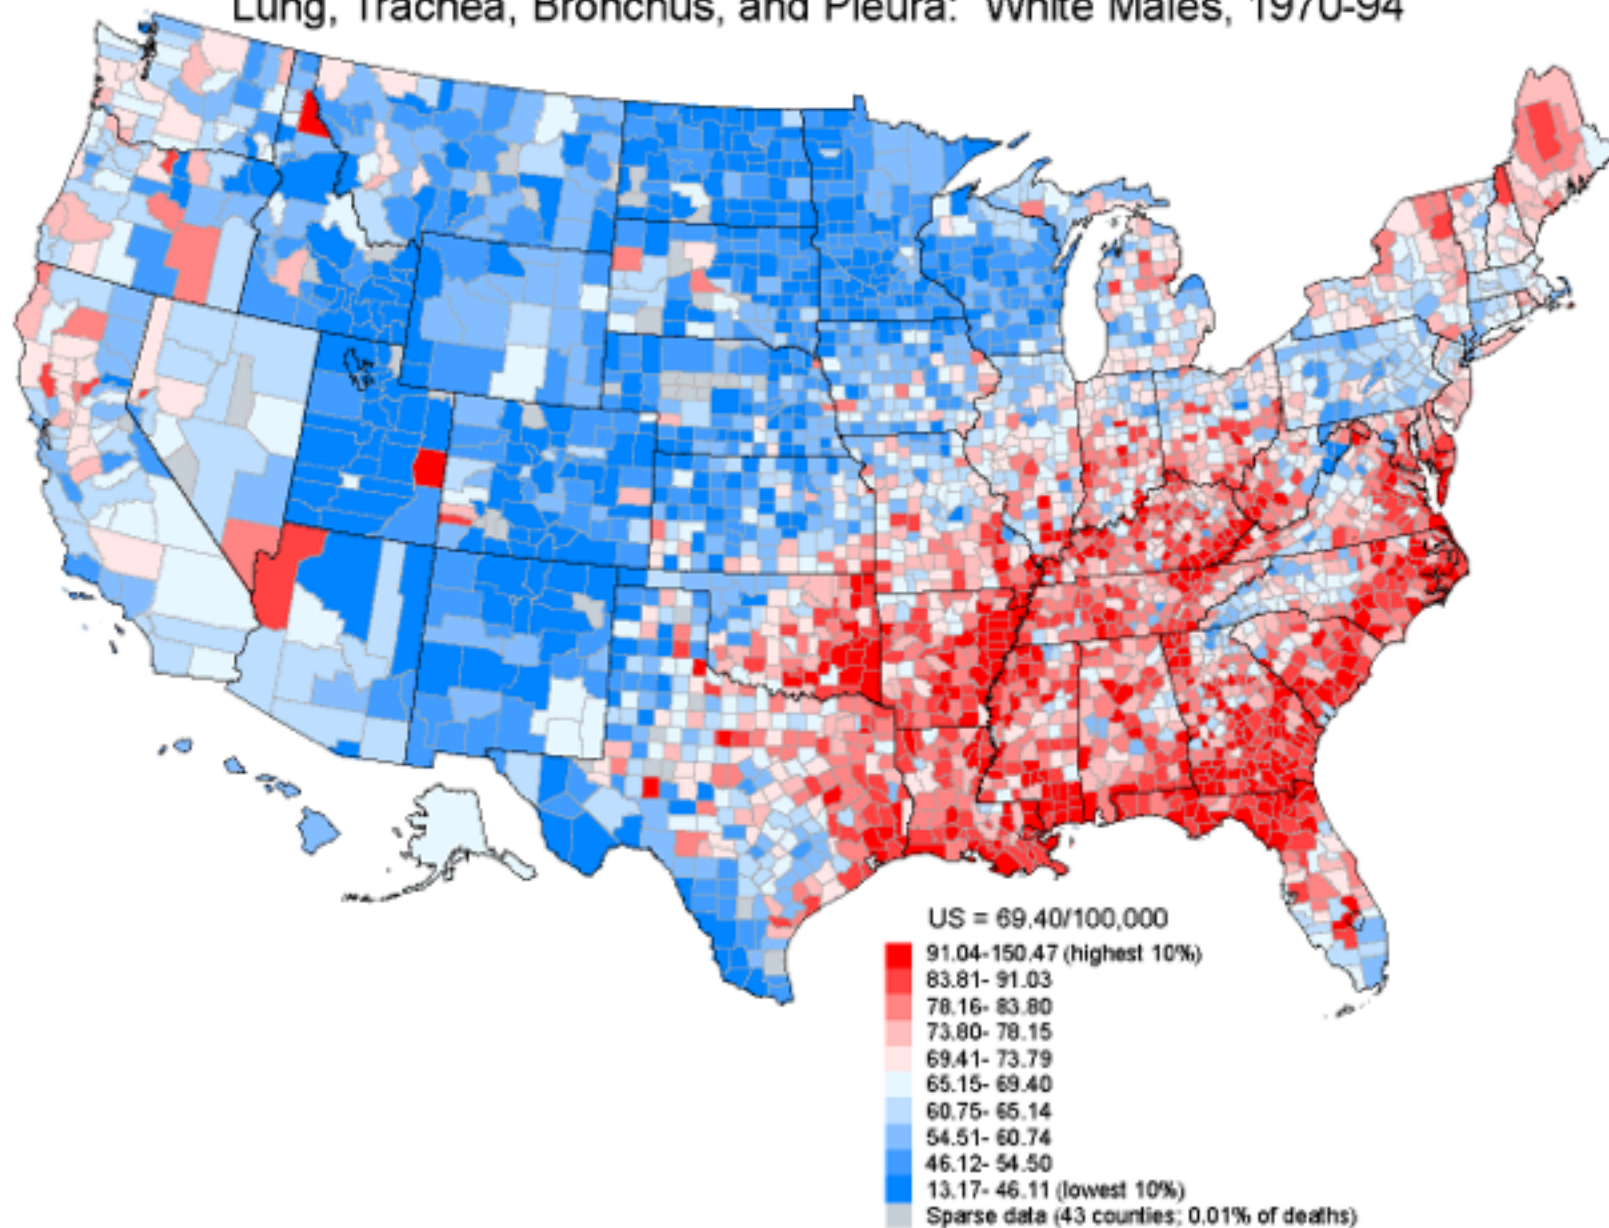 Lung, Trachea, Bronchus, and Pleura: White Males, 1970-94
US = 69.40/100,000
91.04-150.47 (highest 10%)
83.81- 91.03
78.16- 83.80
73.80- 78.15
69.41- 73.79
65.15- 69.40
60.75- 65.14
54.51- 60.74
46.12- 54.50
13.17- 46.11 (lowest 10%)
Sparse data (43 counties; 0.01% of deaths)